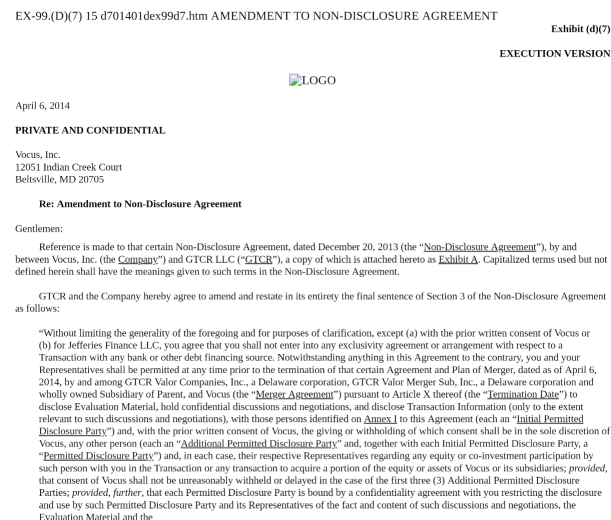 EX-99.(D)(7) 15 d701401dex99d7.htm AMENDMENT TO NON-DISCLOSURE AGREEMENT
Exhibit (d)(7)
EXECUTION VERSION
LOGO
April 6, 2014
PRIVATE AND CONFIDENTIAL
Vocus, Inc.
12051 Indian Creek Court
Beltsville, MD 20705
Re: Amendment to Non-Disclosure Agreement
Gentlemen:
Reference is made to that certain Non-Disclosure Agreement, dated December 20, 2013 (the “Non-Disclosure Agreement”), by and
between Vocus, Inc. (the “Company”) and GTCR LLC (“GTCR”), a copy of which is attached hereto as Exhibit A. Capitalized terms used but not
defined herein shall have the meanings given to such terms in the Non-Disclosure Agreement.
GTCR and the Company hereby agree to amend and restate in its entirety the final sentence of Section 3 of the Non-Disclosure Agreement
as follows:
“Without limiting the generality of the foregoing and for purposes of clarification, except (a) with the prior written consent of Vocus or
(b) for Jefferies Finance LLC, you agree that you shall not enter into any exclusivity agreement or arrangement with respect to a
Transaction with any bank or other debt financing source. Notwithstanding anything in this Agreement to the contrary, you and your
Representatives shall be permitted at any time prior to the termination of that certain Agreement and Plan of Merger, dated as of April 6,
2014, by and among GTCR Valor Companies, Inc., a Delaware corporation, GTCR Valor Merger Sub, Inc., a Delaware corporation and
wholly owned Subsidiary of Parent, and Vocus (the “Merger Agreement”) pursuant to Article X thereof (the “Termination Date”) to
disclose Evaluation Material, hold confidential discussions and negotiations, and disclose Transaction Information (only to the extent
relevant to such discussions and negotiations), with those persons identified on Annex I to this Agreement (each an “Initial Permitted
Disclosure Party”) and, with the prior written consent of Vocus, the giving or withholding of which consent shall be in the sole discretion of
Vocus, any other person (each an “Additional Permitted Disclosure Party” and, together with each Initial Permitted Disclosure Party, a
“Permitted Disclosure Party”) and, in each case, their respective Representatives regarding any equity or co-investment participation by
such person with you in the Transaction or any transaction to acquire a portion of the equity or assets of Vocus or its subsidiaries; provided,
that consent of Vocus shall not be unreasonably withheld or delayed in the case of the first three (3) Additional Permitted Disclosure
Parties; provided, further, that each Permitted Disclosure Party is bound by a confidentiality agreement with you restricting the disclosure
and use by such Permitted Disclosure Party and its Representatives of the fact and content of such discussions and negotiations, the
Evaluation Material and the